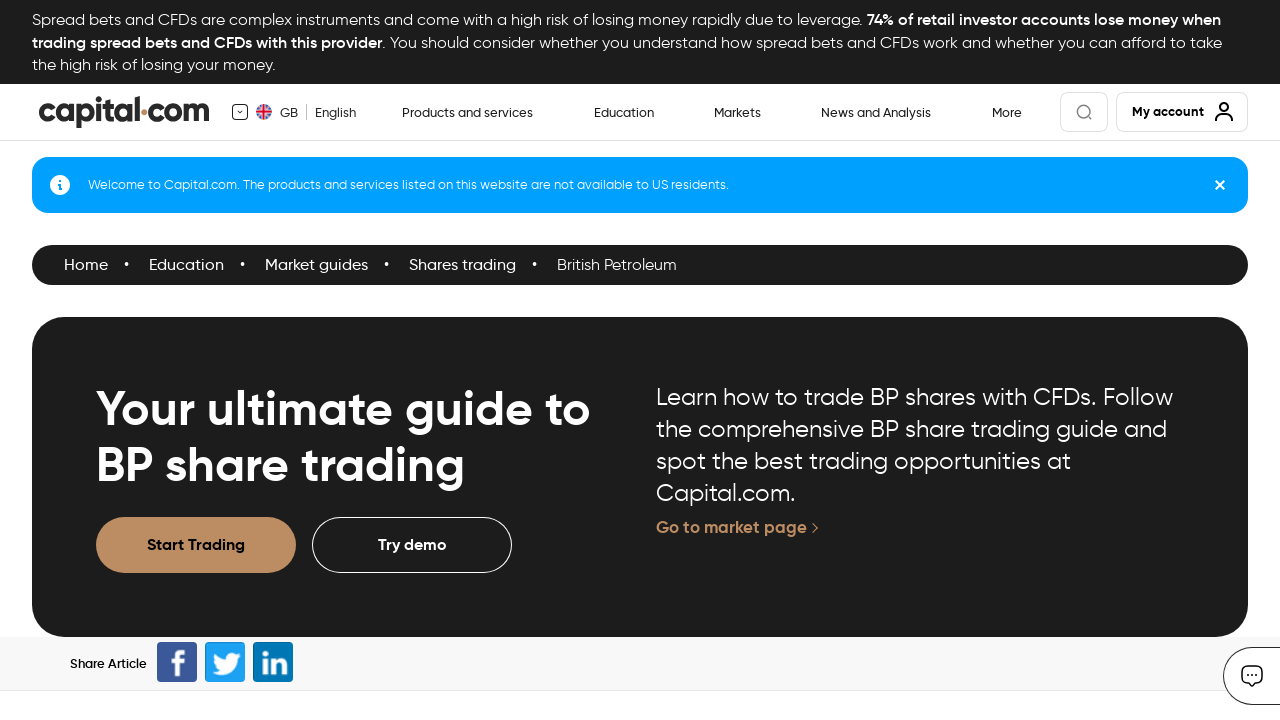 Spread bets and CFDs are complex instruments and come with a high risk of losing money rapidly due to leverage. 74% of retail investor accounts lose money when
trading spread bets and CFDs with this provider. You should consider whether you understand how spread bets and CFDs work and whether you can afford to take
the high risk of losing your money.
capital.com GB English Products and services Education Markets News and Analysis More My account
Welcome to Capital.com. The products and services listed on this website are not available to US residents.
Home • Education • Market guides • Shares trading • British Petroleum
Your ultimate guide to
BP share trading
Start Trading Try demo
Learn how to trade BP shares with CFDs. Follow
the comprehensive BP share trading guide and
spot the best trading opportunities at
Capital.com.
Go to market page
Share Article